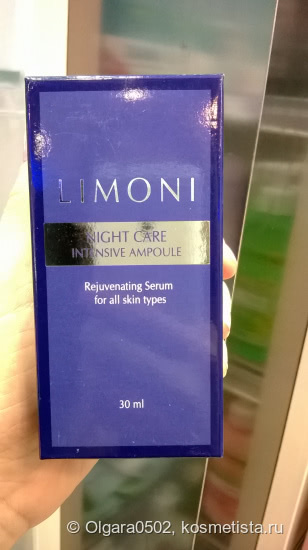 LIMONI
NIGHT CARE
INTENSIVE AMPOULE
Rejuvenating Serum
for all skin types
30 ml
© Olgara0502, kosmetista.ru